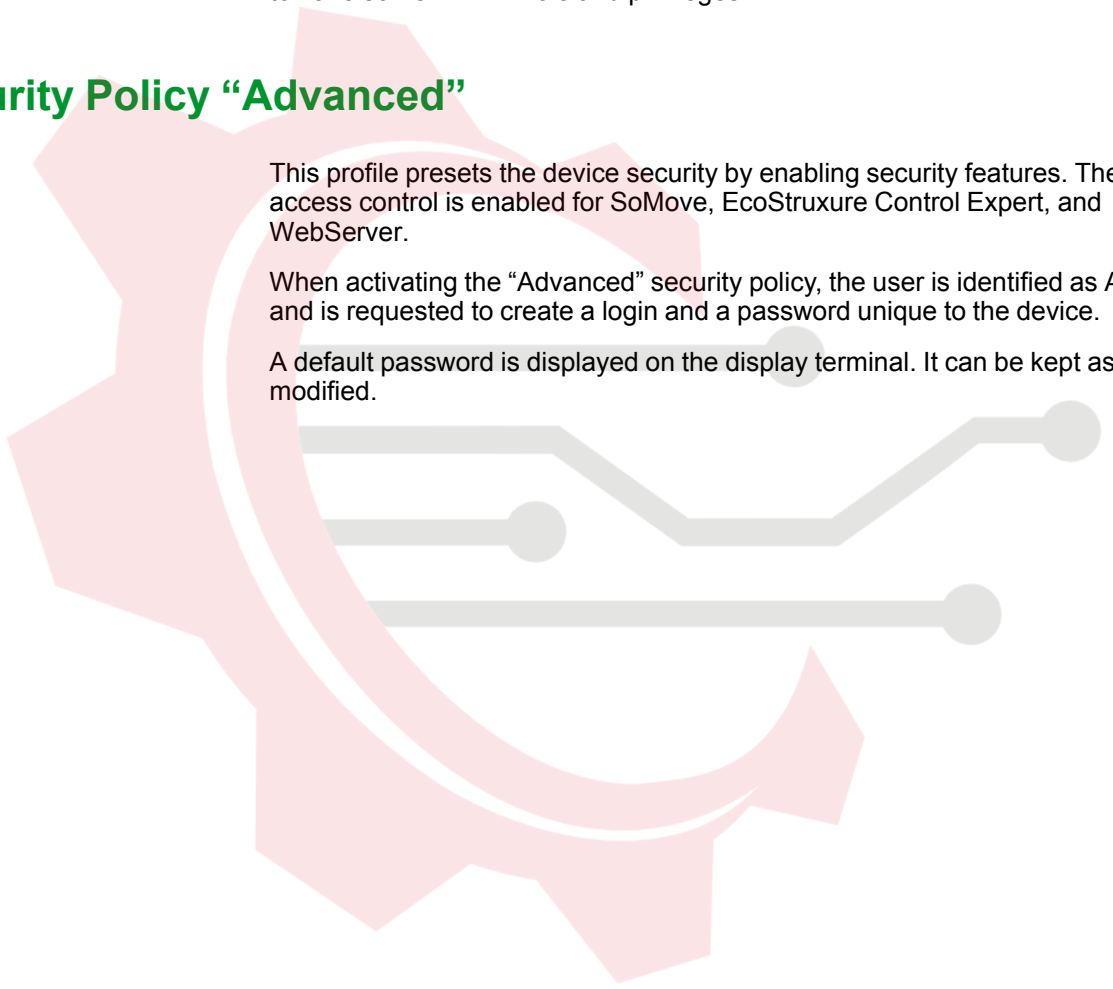 urity Policy “Advanced”
This profile presets the device security by enabling security features. The
access control is enabled for SoMove, EcoStruxure Control Expert, and
WebServer.
When activating the “Advanced” security policy, the user is identified as A
and is requested to create a login and a password unique to the device.
A default password is displayed on the display terminal. It can be kept as
modified.